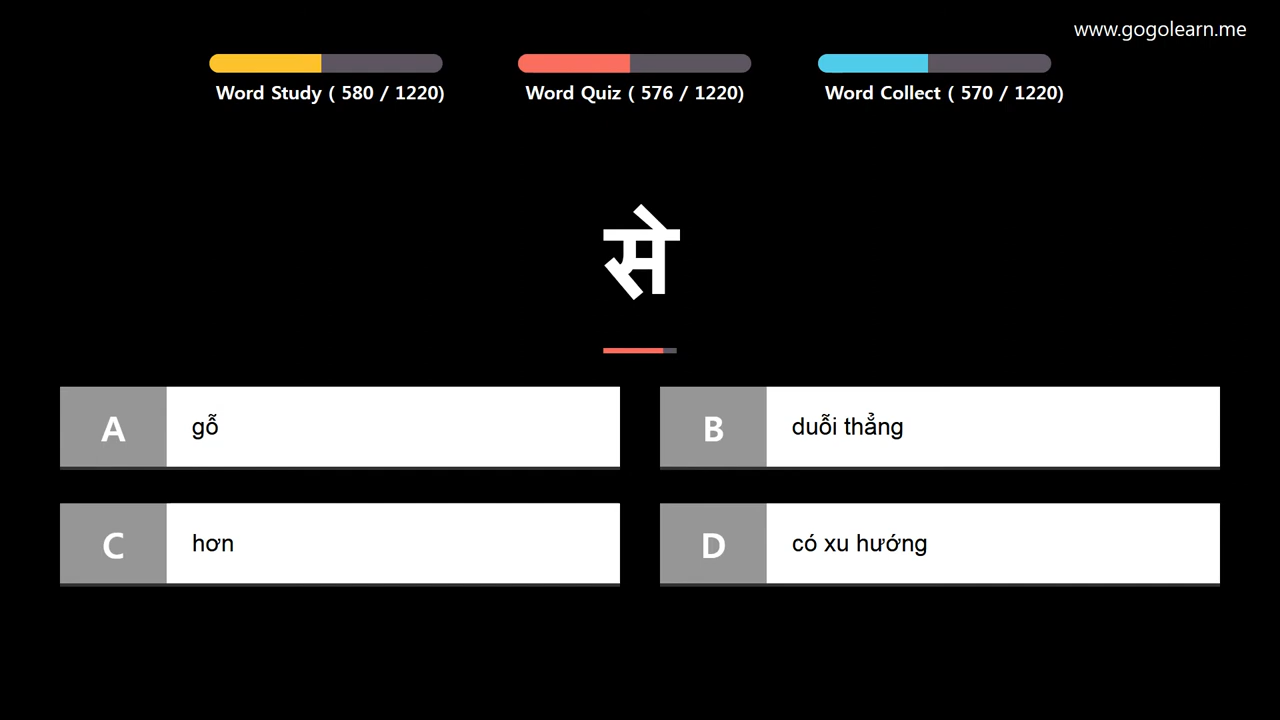 www.gogolearn.me
Word Study ( 580 / 1220)
Word Quiz ( 576 / 1220)
Word Collect ( 570 / 1220)
से
A
gỗ
B
duỗi thẳng
C
hơn
D
có xu hướng